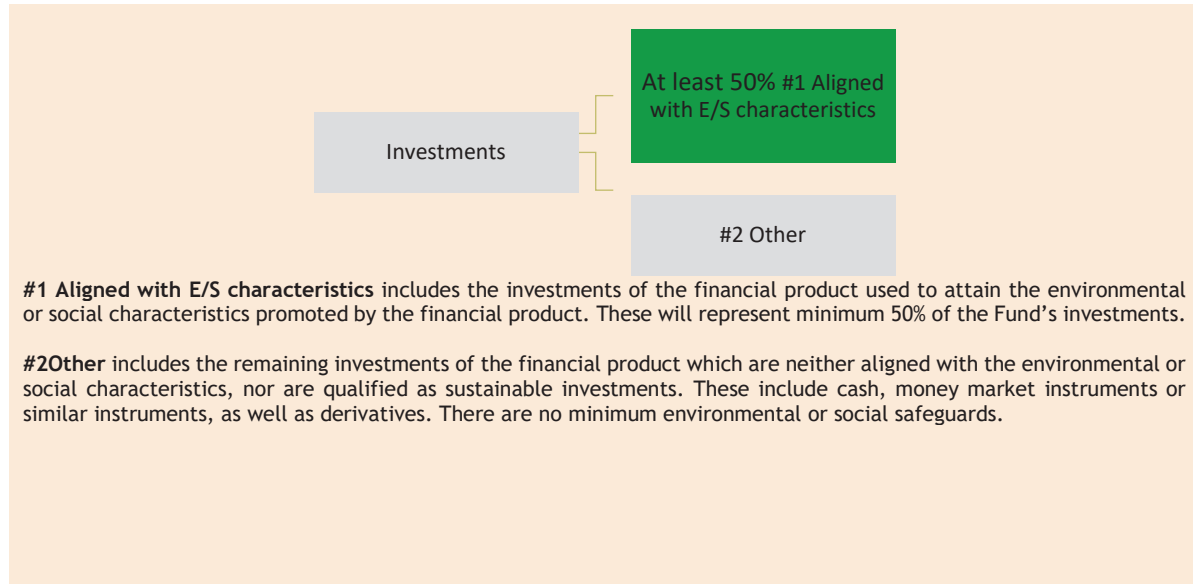 At least 50% #1 Aligned
with E/S characteristics
Investments
#2 Other
#1 Aligned with E/S characteristics includes the investments of the financial product used to attain the environmental
or social characteristics promoted by the financial product. These will represent minimum 50% of the Fund’s investments.
#2Other includes the remaining investments of the financial product which are neither aligned with the environmental or
social characteristics, nor are qualified as sustainable investments. These include cash, money market instruments or
similar instruments, as well as derivatives. There are no minimum environmental or social safeguards.